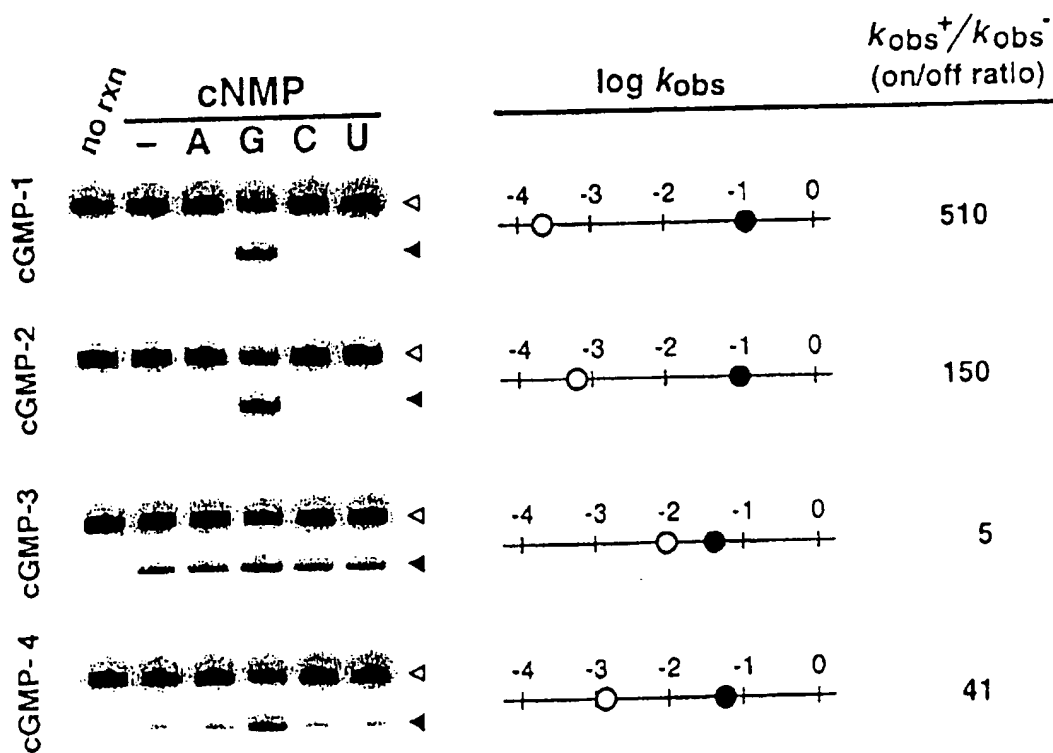 kobs+/kobs-
(on/off ratio)
log kobs
no rxn
cNMP
– A G C U
cGMP-1
-4 -3 -2 -1 0
510
cGMP-2
-4 -3 -2 -1 0
150
cGMP-3
-4 -3 -2 -1 0
5
cGMP-4
-4 -3 -2 -1 0
41